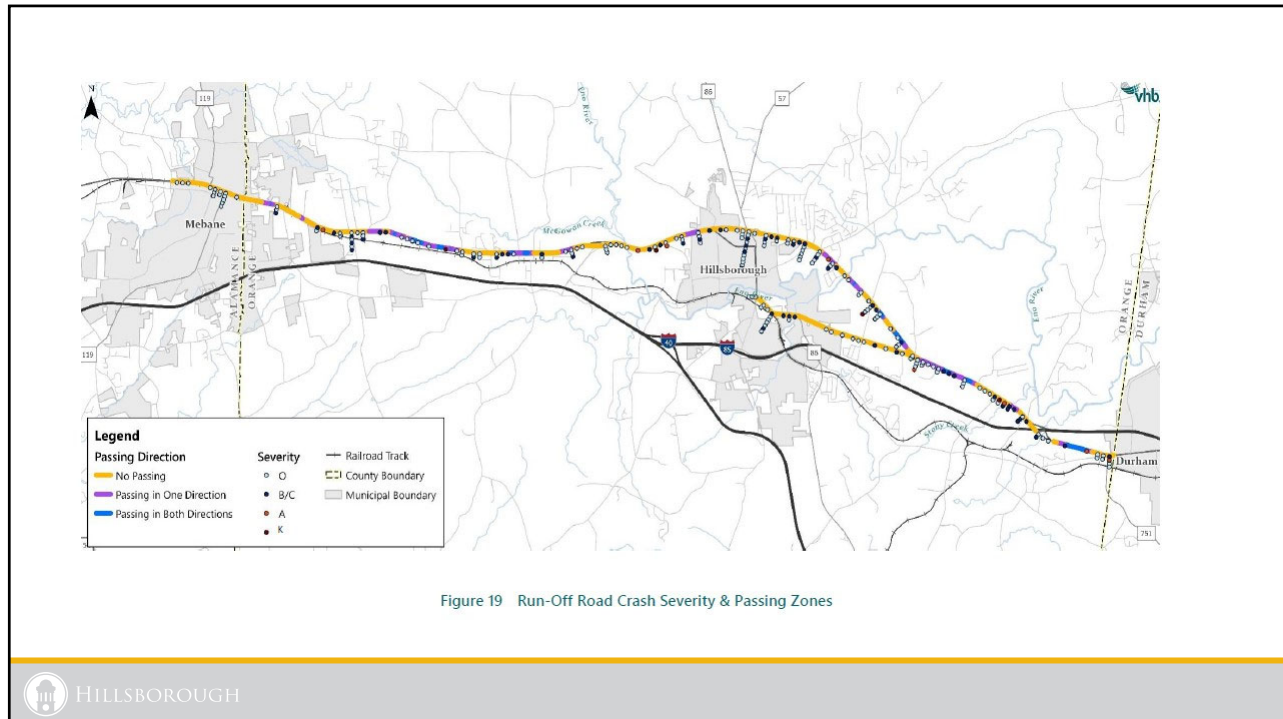 N
119
86
57
vhb
Eno River
Mebane
McGowan Creek
Hillsborough
ALAMANCE
ORANGE
ORANGE
DURHAM
119
40
85
86
Stony Creek
Durham
751
Legend
Passing Direction
No Passing
Passing in One Direction
Passing in Both Directions
Severity
O
B/C
A
K
Railroad Track
County Boundary
Municipal Boundary
Figure 19 Run-Off Road Crash Severity & Passing Zones
HILLSBOROUGH